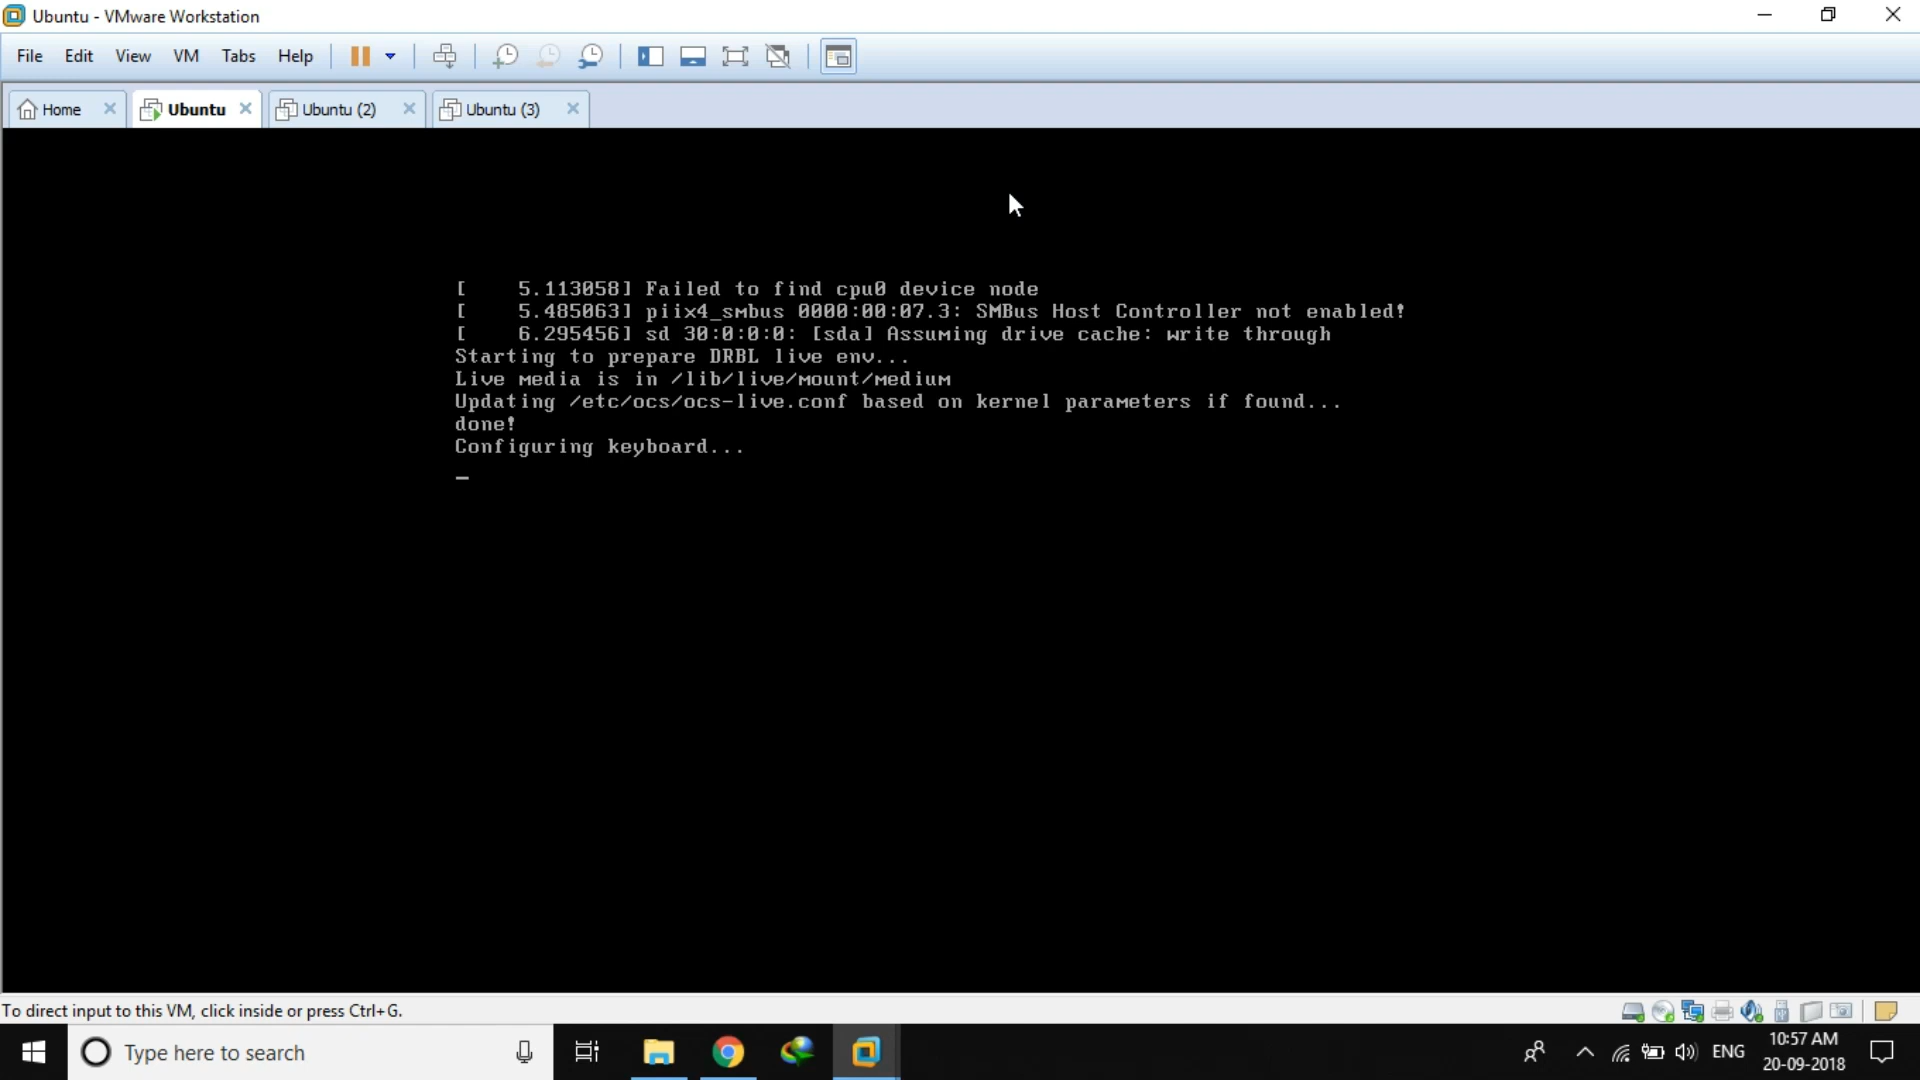 Ubuntu - VMware Workstation
File Edit View VM Tabs Help
Home Ubuntu Ubuntu (2) Ubuntu (3)
[    5.113058] Failed to find cpu0 device node
[    5.485063] piix4_smbus 0000:00:07.3: SMBus Host Controller not enabled!
[    6.295456] sd 30:0:0:0: [sda] Assuming drive cache: write through
Starting to prepare DRBL live env...
Live media is in /lib/live/mount/medium
Updating /etc/ocs/ocs-live.conf based on kernel parameters if found...
done!
Configuring keyboard...
To direct input to this VM, click inside or press Ctrl+G.
Type here to search
ENG
10:57 AM
20-09-2018